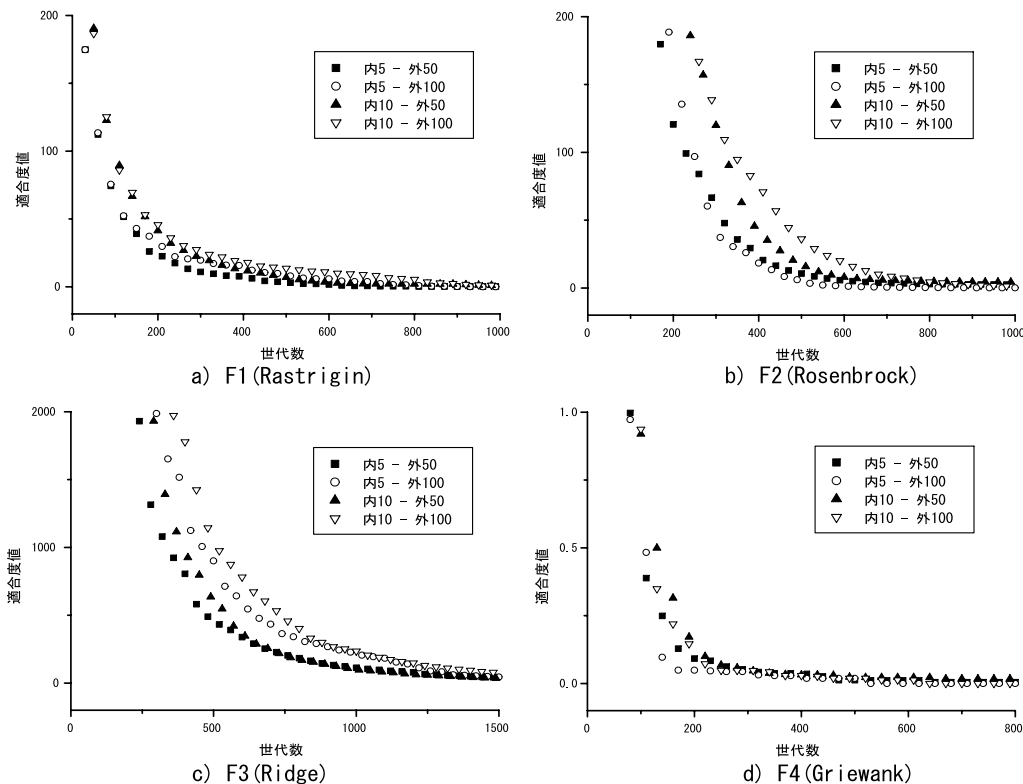 200
100
0
適合度値
内5 - 外50
内5 - 外100
内10 - 外50
内10 - 外100
0 200 400 600 800 1000
世代数
a) F1(Rastrigin)
200
100
0
適合度値
内5 - 外50
内5 - 外100
内10 - 外50
内10 - 外100
0 200 400 600 800 1000
世代数
b) F2(Rosenbrock)
2000
1000
0
適合度値
内5 - 外50
内5 - 外100
内10 - 外50
内10 - 外100
0 500 1000 1500
世代数
c) F3(Ridge)
1.0
0.5
0.0
適合度値
内5 - 外50
内5 - 外100
内10 - 外50
内10 - 外100
0 200 400 600 800
世代数
d) F4(Griewank)